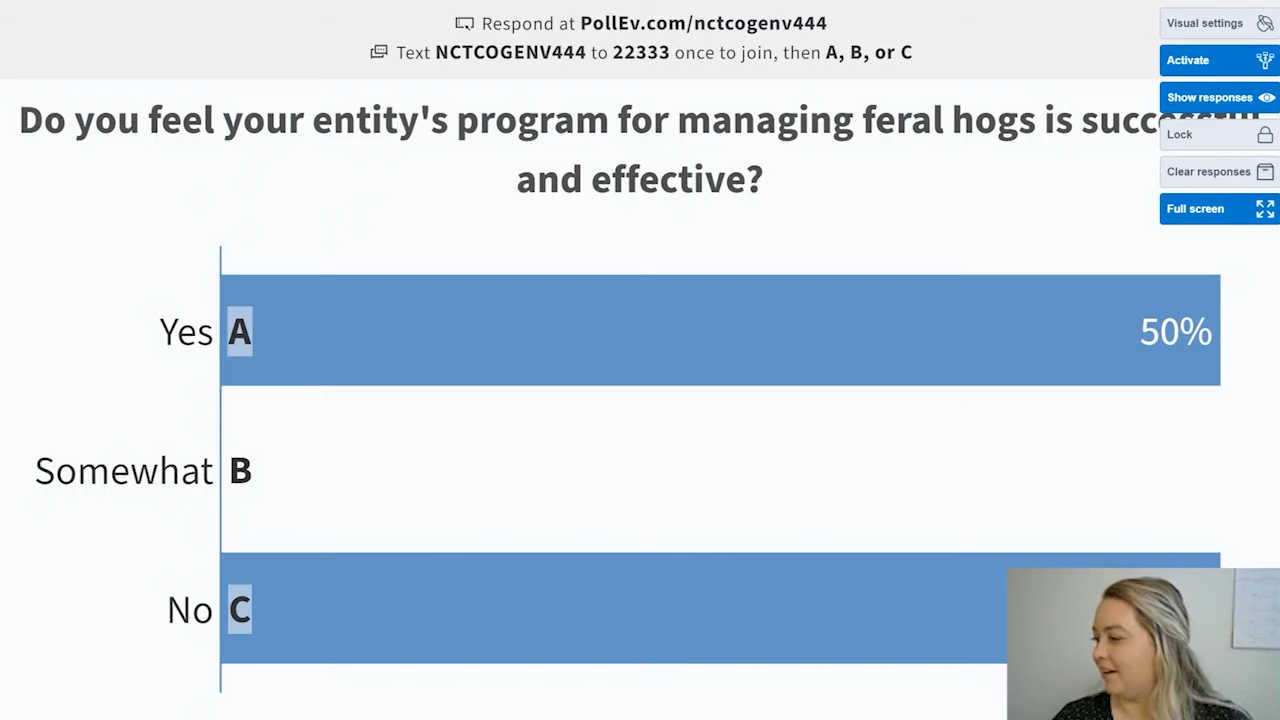 Respond at PollEv.com/nctcogenv444
Text NCTCOGENV444 to 22333 once to join, then A, B, or C
Visual settings
Activate
Show responses
Lock
Clear responses
Full screen
Do you feel your entity's program for managing feral hogs is successful
and effective?
Yes A 50%
Somewhat B
No C